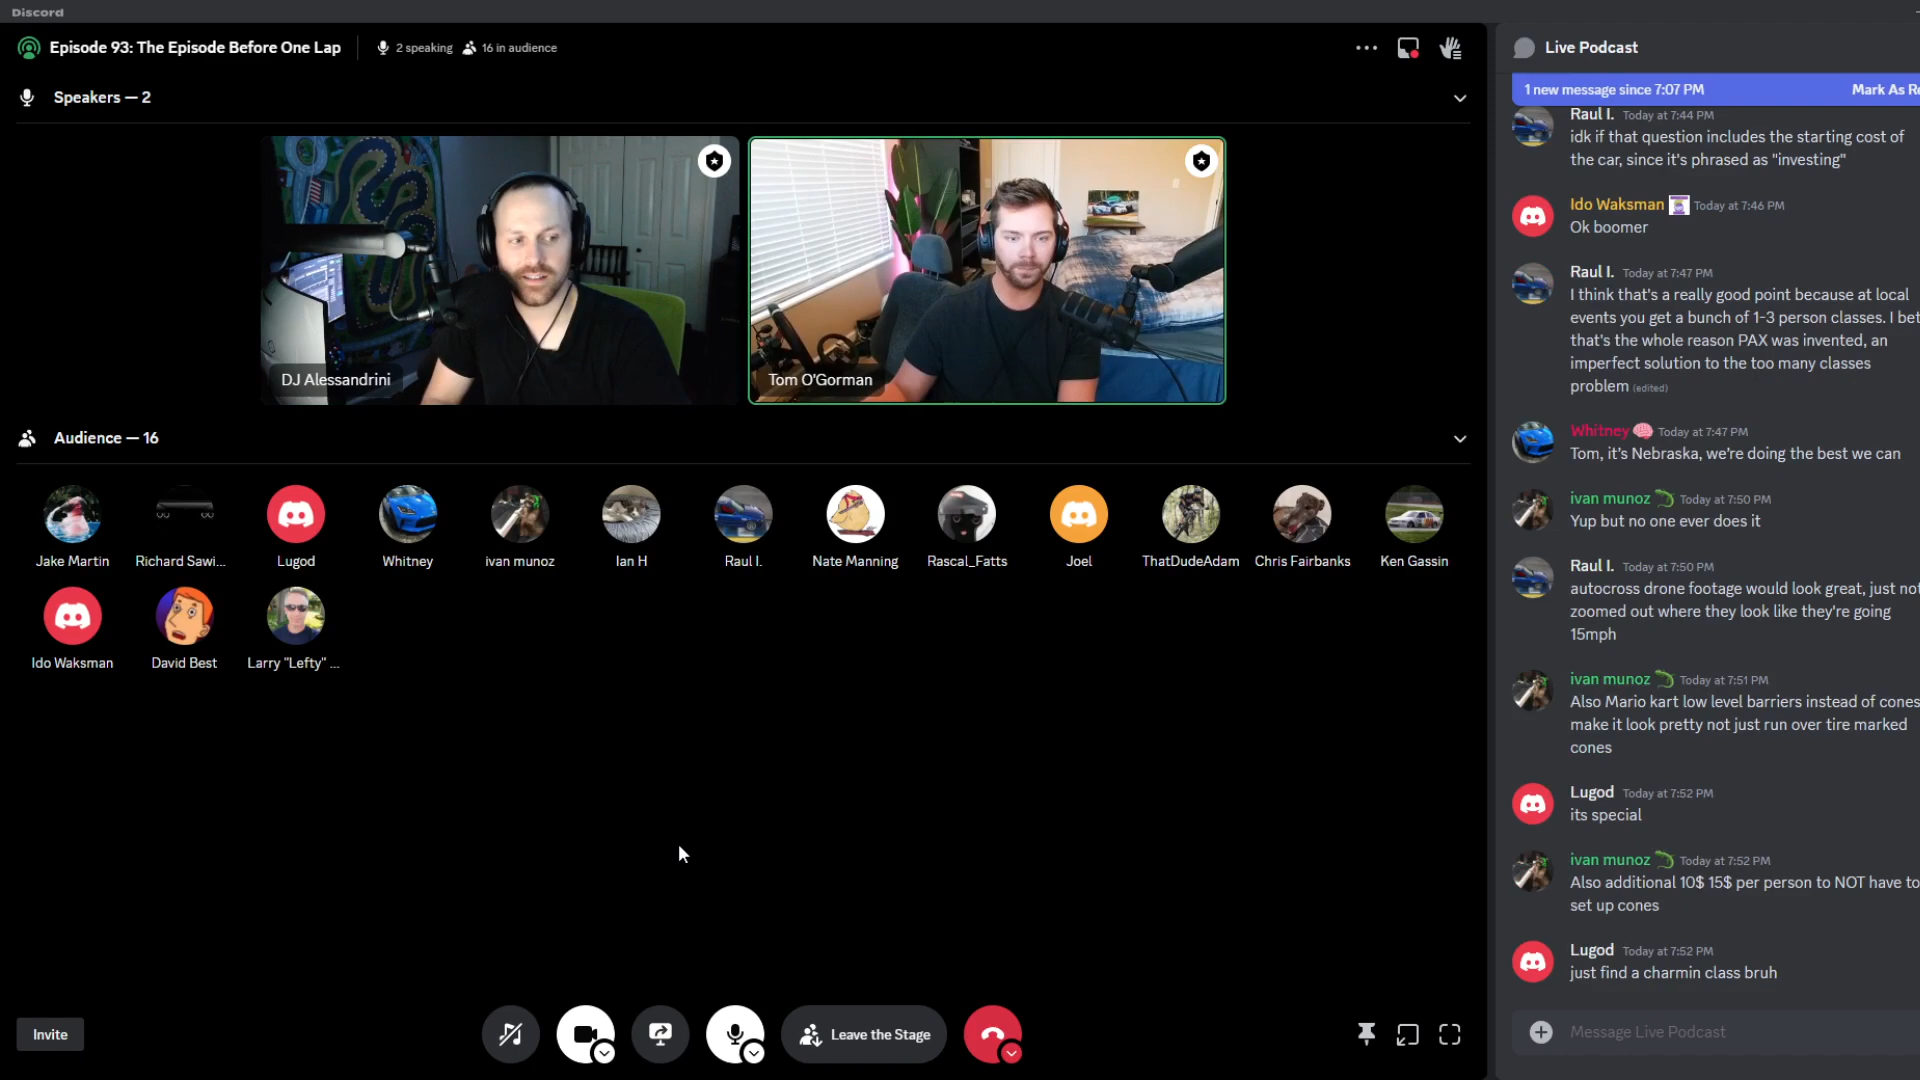 Discord
Episode 93: The Episode Before One Lap
2 speaking
16 in audience
Speakers — 2
DJ Alessandrini
Tom O'Gorman
Audience — 16
Jake Martin
Richard Sawi...
Lugod
Whitney
ivan munoz
Ian H
Raul I.
Nate Manning
Rascal_Fatts
Joel
ThatDudeAdam
Chris Fairbanks
Ken Gassin
Ido Waksman
David Best
Larry "Lefty" ...
Invite
Leave the Stage
Live Podcast
1 new message since 7:07 PM
Mark As Re
Raul I. Today at 7:44 PM
idk if that question includes the starting cost of
the car, since it's phrased as "investing"
Ido Waksman Today at 7:46 PM
Ok boomer
Raul I. Today at 7:47 PM
I think that's a really good point because at local
events you get a bunch of 1-3 person classes. I bet
that's the whole reason PAX was invented, an
imperfect solution to the too many classes
problem (edited)
Whitney Today at 7:47 PM
Tom, it's Nebraska, we're doing the best we can
ivan munoz Today at 7:50 PM
Yup but no one ever does it
Raul I. Today at 7:50 PM
autocross drone footage would look great, just not
zoomed out where they look like they're going
15mph
ivan munoz Today at 7:51 PM
Also Mario kart low level barriers instead of cones
make it look pretty not just run over tire marked
cones
Lugod Today at 7:52 PM
its special
ivan munoz Today at 7:52 PM
Also additional 10$ 15$ per person to NOT have to
set up cones
Lugod Today at 7:52 PM
just find a charmin class bruh
Message Live Podcast